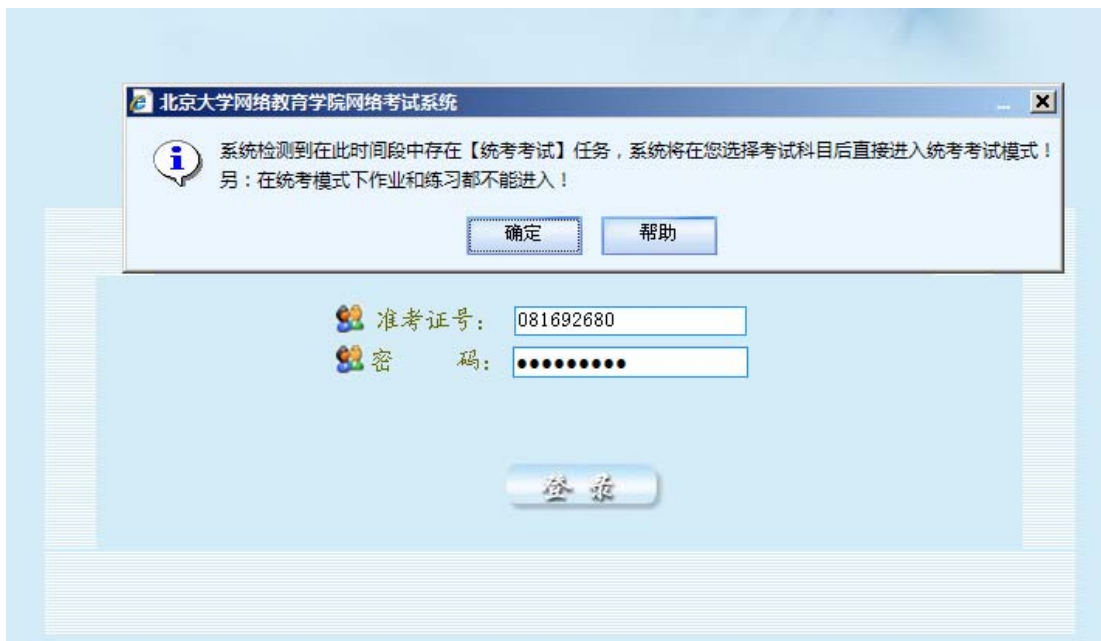 北京大学网络教育学院网络考试系统
系统检测到在此时间段中存在【统考考试】任务，系统将在您选择考试科目后直接进入统考考试模式！
另：在统考模式下作业和练习都不能进入！
确定 帮助
准考证号： 081692680
密 码： ●●●●●●●●●
登 录